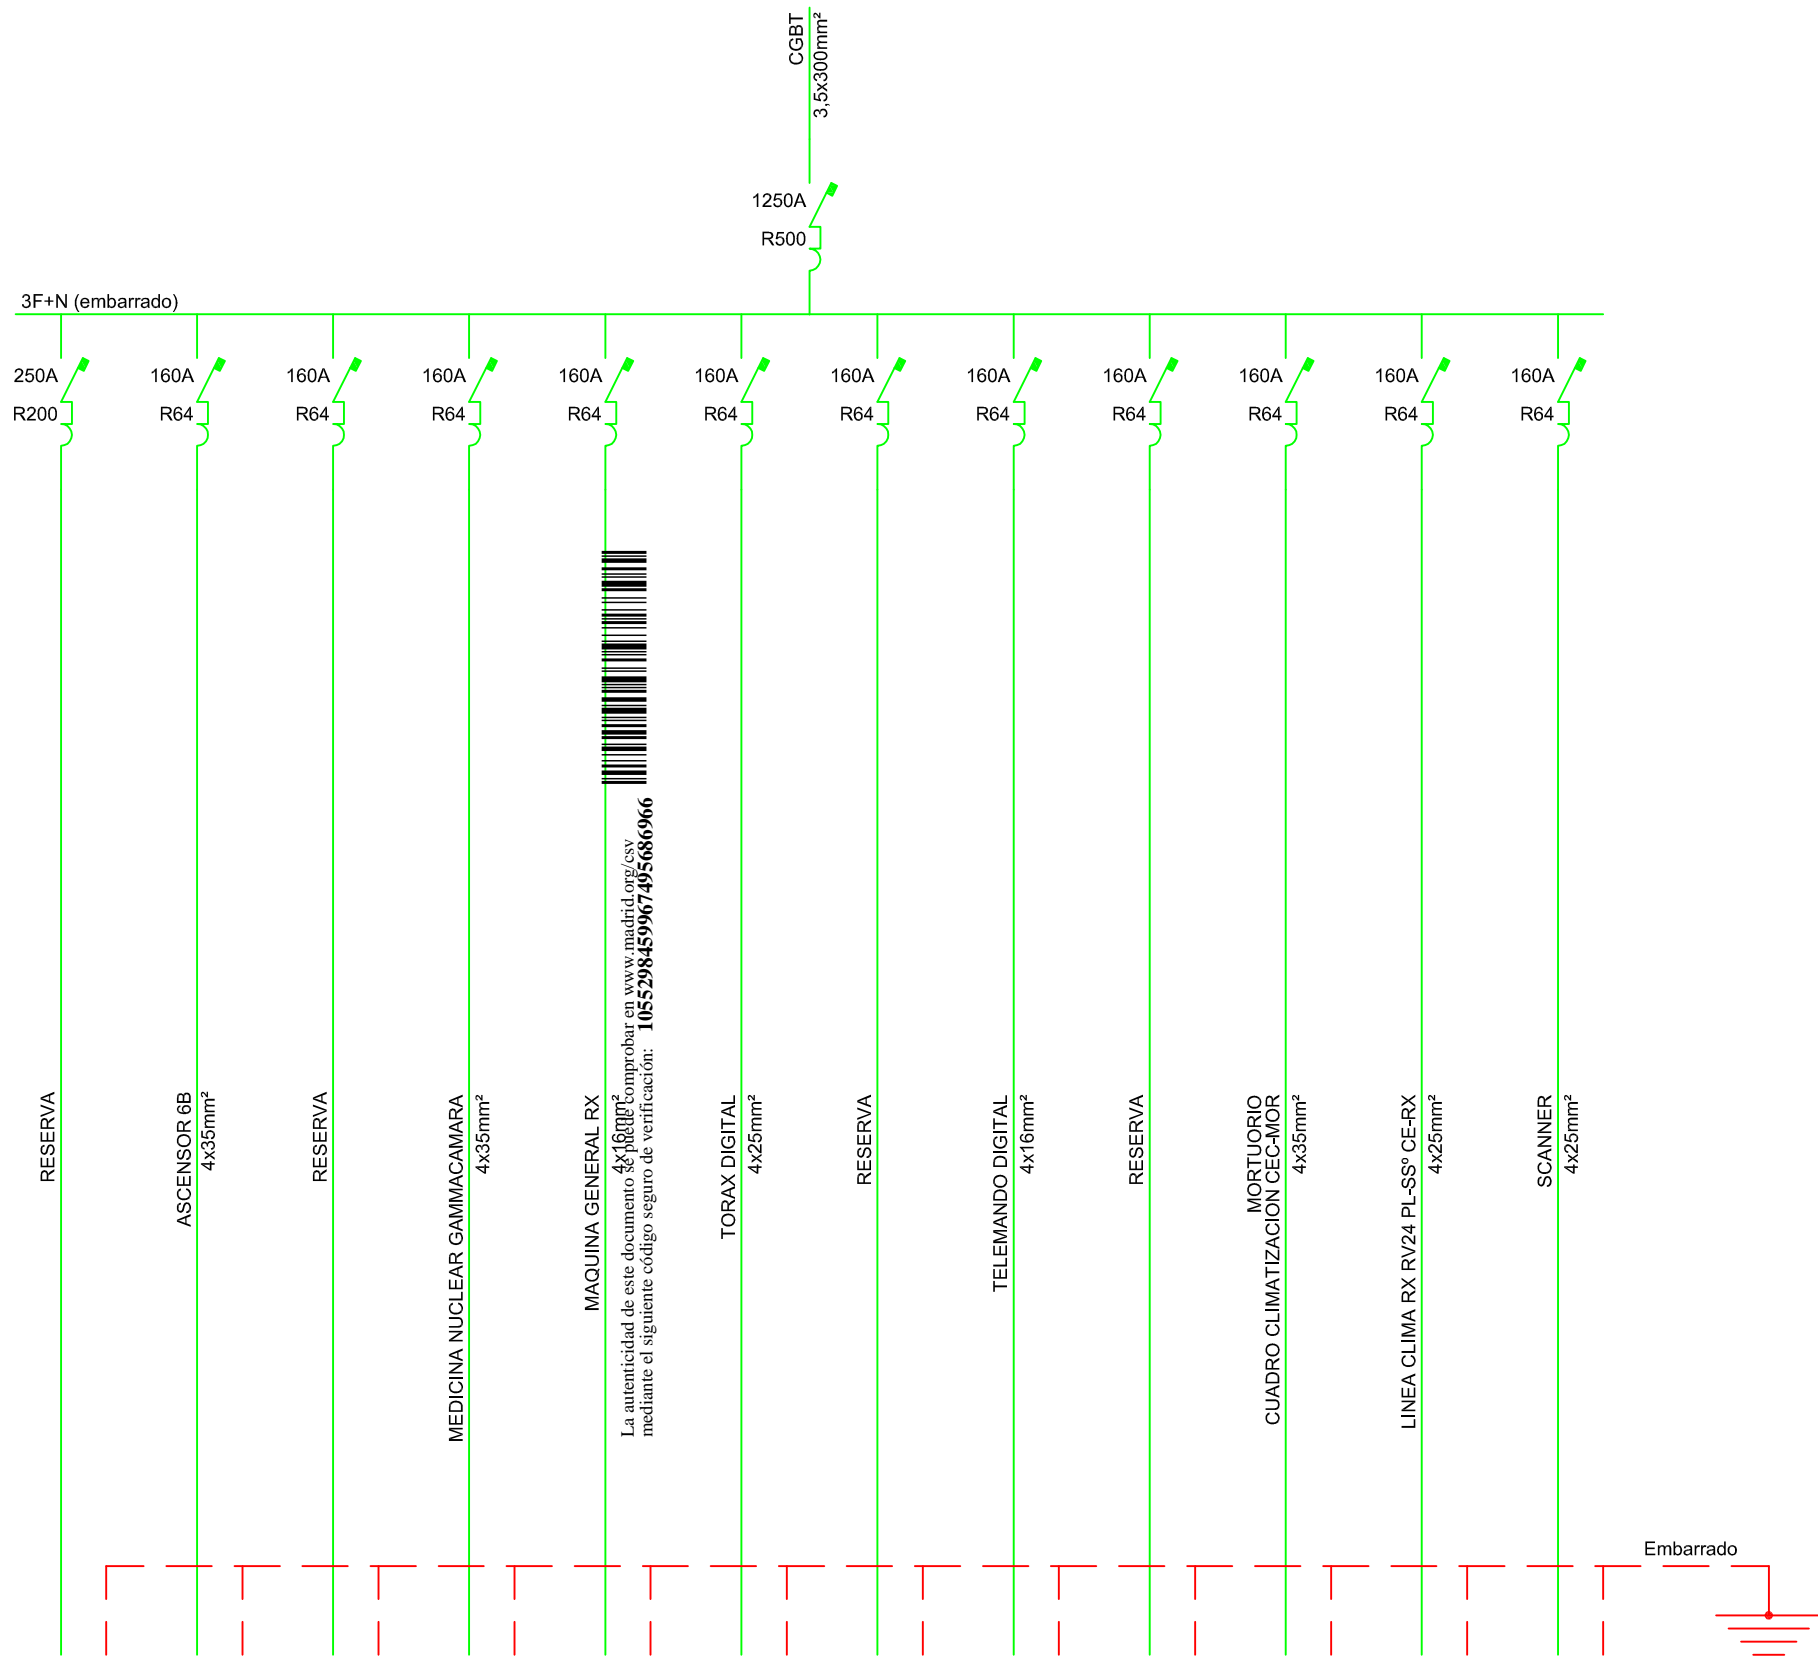 CGBT
3,5x300mm²
1250A
R500
3F+N (embarrado)
250A
R200
160A
R64
160A
R64
160A
R64
160A
R64
160A
R64
160A
R64
160A
R64
160A
R64
160A
R64
160A
R64
160A
R64
RESERVA
ASCENSOR 6B
4x35mm²
RESERVA
MEDICINA NUCLEAR GAMMACAMARA
4x35mm²
MAQUINA GENERAL RX
4x16mm²
La autenticidad de este documento se puede comprobar en www.madrid.org/csv
mediante el siguiente código seguro de verificación: 1055298459967495686966
TORAX DIGITAL
4x25mm²
RESERVA
TELEMANDO DIGITAL
4x16mm²
RESERVA
MORTUORIO
CUADRO CLIMATIZACION CEC-MOR
4x35mm²
LINEA CLIMA RX RV24 PL-SSº CE-RX
4x25mm²
SCANNER
4x25mm²
Embarrado